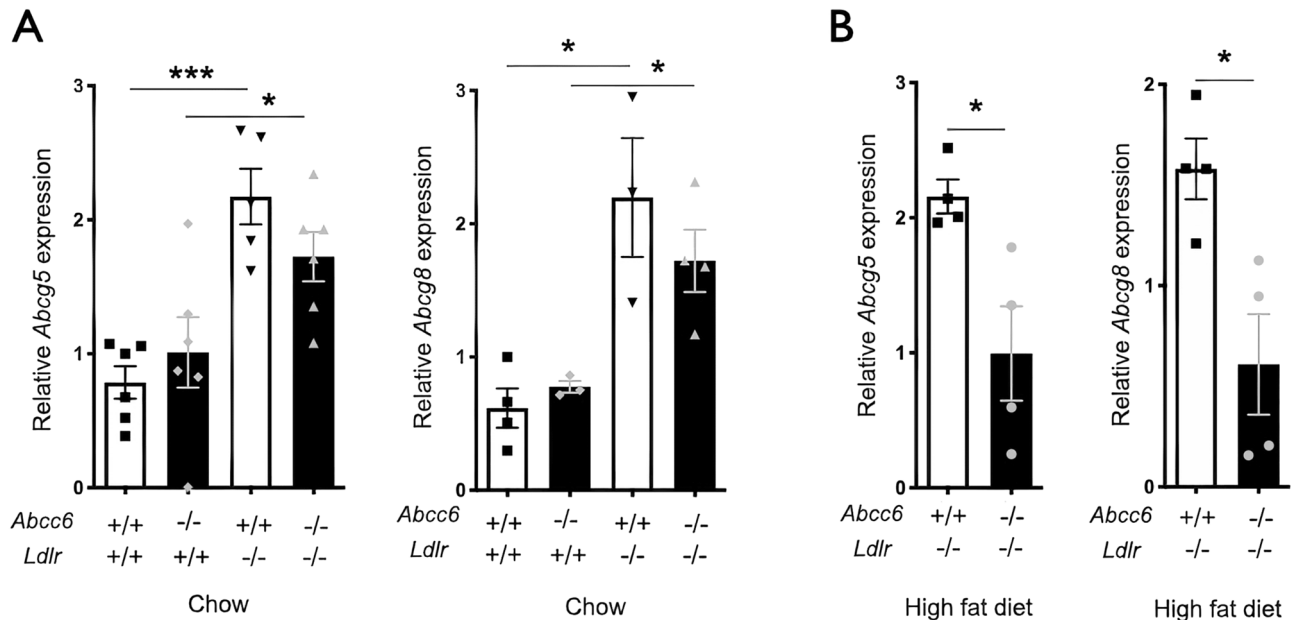 A
B
***
*
3
2
1
0
Relative Abcg5 expression
Abcc6 +/+ -/- +/+ -/-
Ldlr +/+ +/+ -/- -/-
Chow
*
*
3
2
1
0
Relative Abcg8 expression
Abcc6 +/+ -/- +/+ -/-
Ldlr +/+ +/+ -/- -/-
Chow
*
3
2
1
0
Relative Abcg5 expression
Abcc6 +/+ -/-
Ldlr -/- -/-
High fat diet
*
2
1
0
Relative Abcg8 expression
Abcc6 +/+ -/-
Ldlr -/- -/-
High fat diet